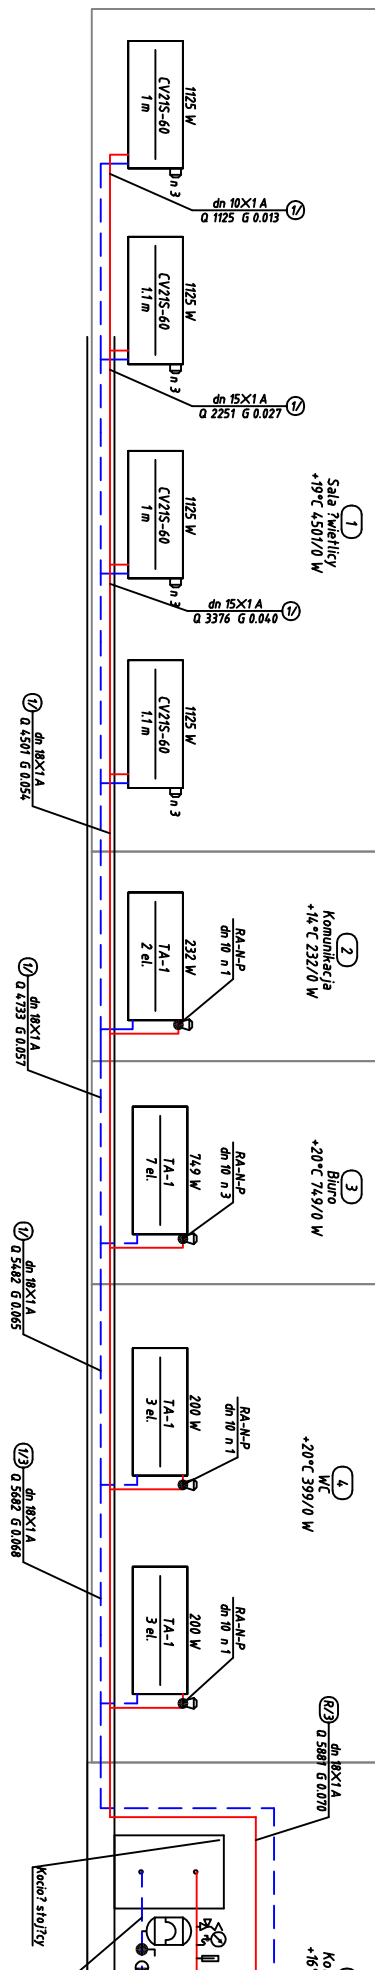 1125 W
CV21S-60
1 m
n 3
dn 10X1 A
Q 1125 G 0.013
1/
1125 W
CV21S-60
1.1 m
n 3
dn 15X1 A
Q 2251 G 0.027
1/
1
Sala ?wietlicy
+19°C 4501/0 W
1125 W
CV21S-60
1 m
n 3
dn 15X1 A
Q 3376 G 0.040
1/
1125 W
CV21S-60
1.1 m
n 3
1/
dn 18X1 A
Q 4501 G 0.054
2
Komunikacja
+14°C 232/0 W
RA-N-P
dn 10 n 1
232 W
TA-1
2 el.
1/
dn 18X1 A
Q 4733 G 0.057
3
Biuro
+20°C 749/0 W
RA-N-P
dn 10 n 3
749 W
TA-1
7 el.
1/
dn 18X1 A
Q 5482 G 0.065
4
WC
+20°C 399/0 W
RA-N-P
dn 10 n 1
200 W
TA-1
3 el.
1/3
dn 18X1 A
Q 5682 G 0.068
RA-N-P
dn 10 n 1
200 W
TA-1
3 el.
R/3
dn 18X1 A
Q 5881 G 0.070
Kocio? stoj?cy
Ko
+16°